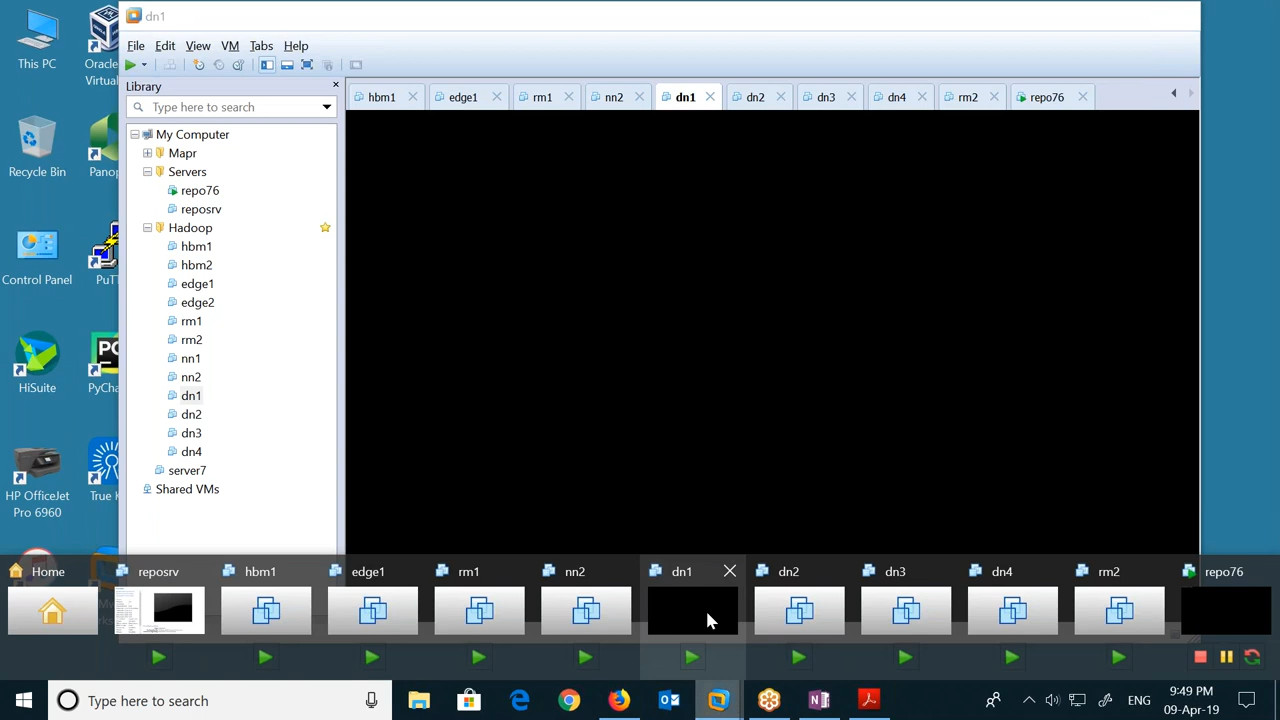 This PC
Oracle
Virtual
Recycle Bin
Panop
Control Panel
PuT
HiSuite
PyCha
HP OfficeJet
Pro 6960
True K
dn1
File Edit View VM Tabs Help
Library
Type here to search
My Computer
Mapr
Servers
repo76
reposrv
Hadoop
hbm1
hbm2
edge1
edge2
rm1
rm2
nn1
nn2
dn1
dn2
dn3
dn4
server7
Shared VMs
hbm1 edge1 rm1 nn2 dn1 dn2 dn3 dn4 rm2 repo76
Home reposrv hbm1 edge1 rm1 nn2 dn1 dn2 dn3 dn4 rm2 repo76
Type here to search
ENG
9:49 PM
09-Apr-19